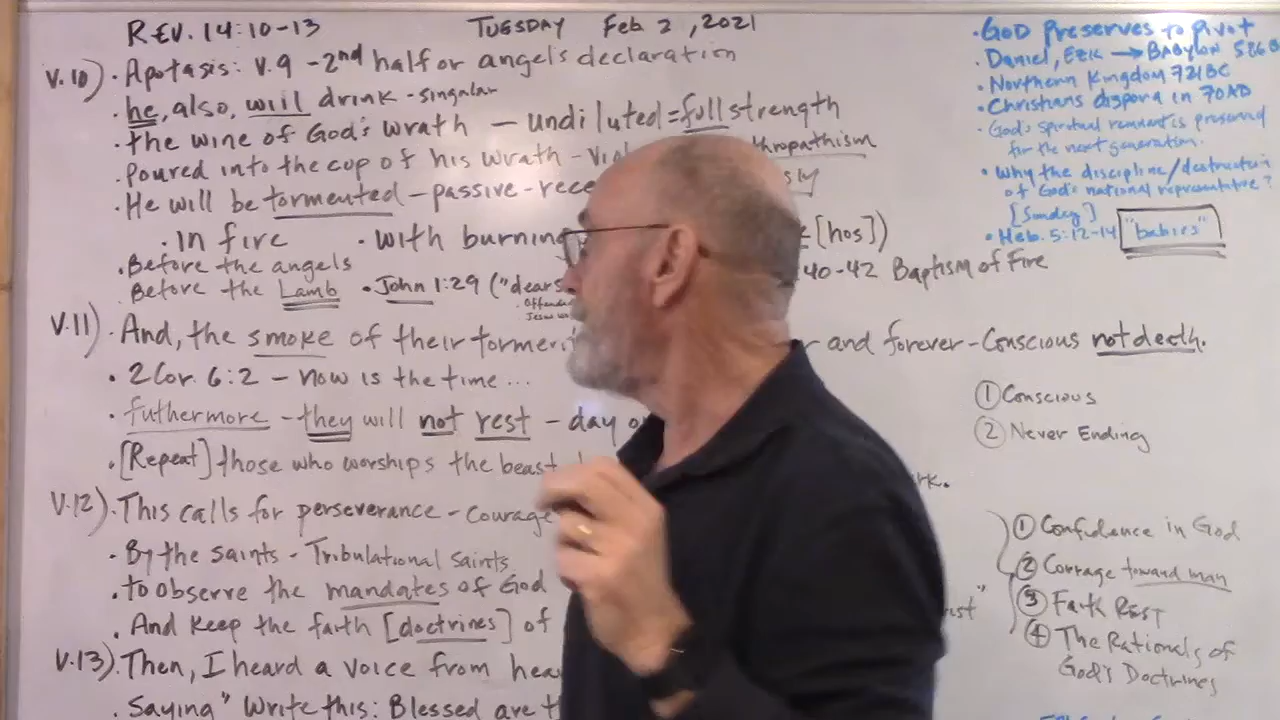 REV. 14:10-13 TUESDAY Feb 2, 2021
V.10) • Apotasis: V.9 - 2nd half or angels declaration
• he, also, will drink - singular
• the wine of God's wrath — undiluted = full strength
• Poured into the cup of his wrath - thropathism
• He will be tormented - passive -
• In fire • with burning [hos])
• Before the angels 40-42 Baptism of Fire
Before the Lamb • John 1:29 ("dears
V.11) • And, the smoke of their and forever - Conscious not death.
• 2 Cor. 6:2 - now is the time ...
• futhermore - they will not rest - day
• [Repeat] those who worships the beast
V.12) • This calls for perseverance - Courage
• By the saints - Tribulational Saints
• to observe the mandates of God
• And keep the faith [doctrines] of
V.13) • Then, I heard a voice from
• Saying "Write this: Blessed are
• GOD Preserves to Pivot
• Daniel, Ezik → BABYLON 586
• Northern Kingdom 721BC
• Christians dispora in 70AD
• God's spiritual remnant is preserved
for the next generation.
• Why the discipline/destruction
of God's national representitive?
[Sunday]
• Heb. 5:12-14 "babies"
① Conscious
② Never Ending
① Confidence in God
② Corrage toward man
③ Faith Rest
④ The Rationals of
God's Doctrines